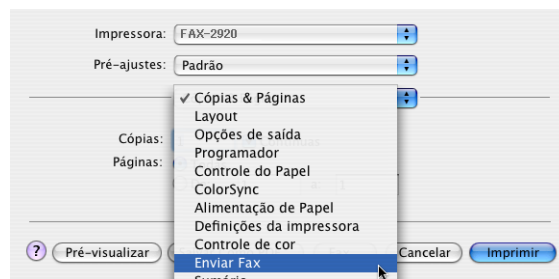 Impressora: FAX-2920
Pré-ajustes: Padrão
✓ Cópias & Páginas
Layout
Opções de saída
Cópias:
Programador
Páginas:
Controle do Papel
ColorSync
Alimentação de Papel
Definições da impressora
Controle de cor
? Pré-visualizar Cancelar Imprimir
Enviar Fax
Sumário